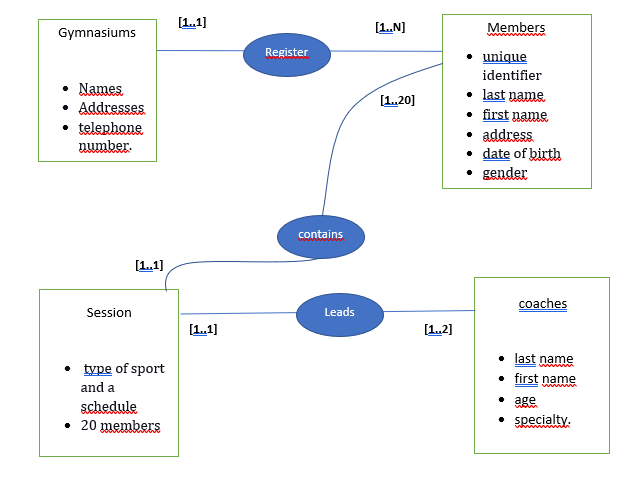 Gymnasiums
Names
Addresses
telephone
number.
[1..1]
Register
[1..N]
Members
unique
identifier
last name
first name
address
date of birth
gender
[1..20]
contains
[1..1]
Session
type of sport
and a
schedule
20 members
[1..1]
Leads
[1..2]
coaches
last name
first name
age
specialty.